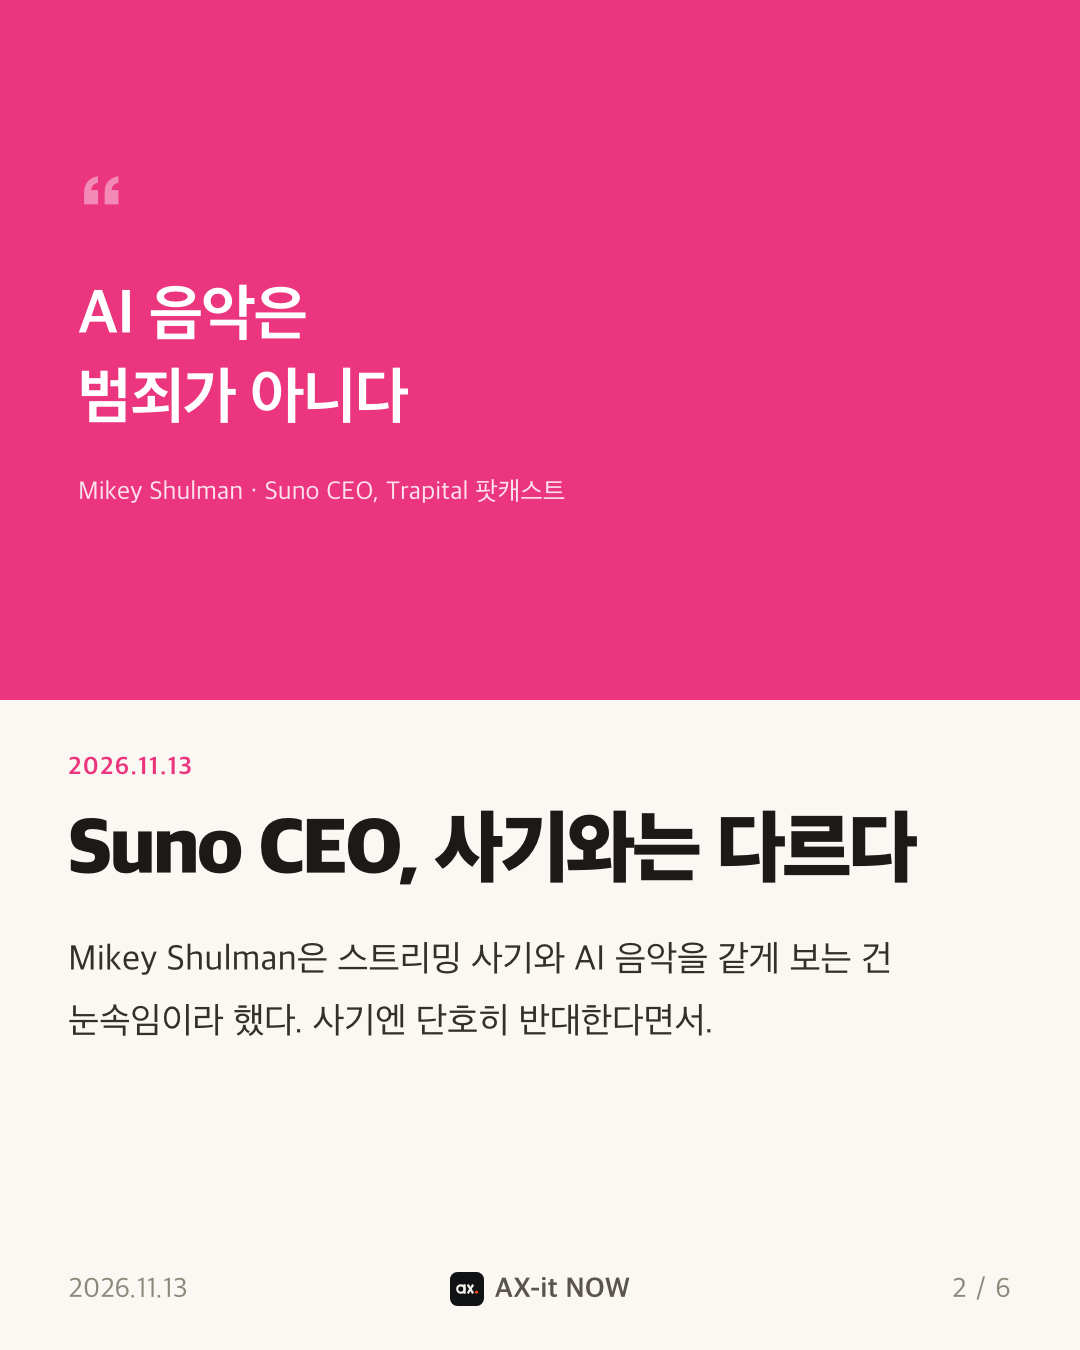 “
AI 음악은
범죄가 아니다
Mikey Shulman · Suno CEO, Trapital 팟캐스트
2026.11.13
Suno CEO, 사기와는 다르다
Mikey Shulman은 스트리밍 사기와 AI 음악을 같게 보는 건
눈속임이라 했다. 사기엔 단호히 반대한다면서.
2026.11.13
ax. AX-it NOW
2 / 6